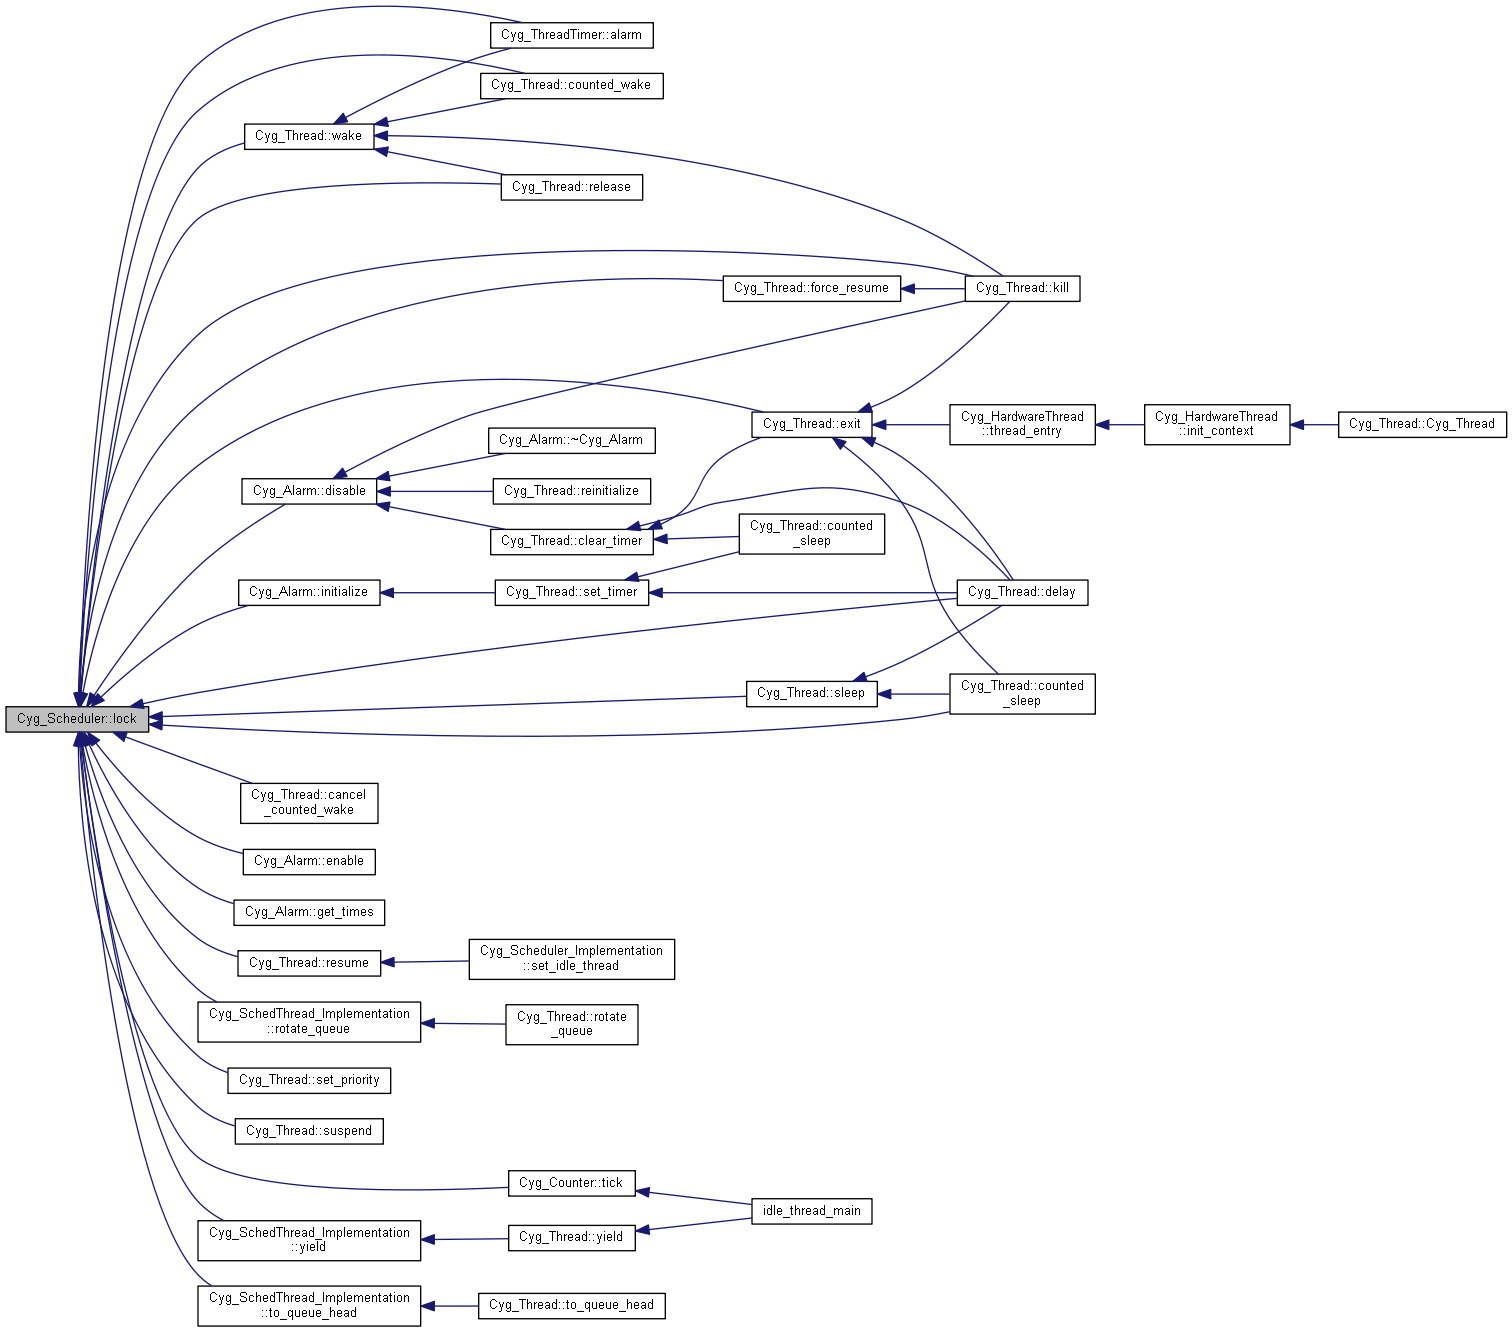 Cyg_ThreadTimer::alarm
Cyg_Thread::counted_wake
Cyg_Thread::wake
Cyg_Thread::release
Cyg_Thread::force_resume
Cyg_Thread::kill
Cyg_Thread::exit
Cyg_HardwareThread
::thread_entry
Cyg_HardwareThread
::init_context
Cyg_Thread::Cyg_Thread
Cyg_Alarm::~Cyg_Alarm
Cyg_Alarm::disable
Cyg_Thread::reinitialize
Cyg_Thread::clear_timer
Cyg_Thread::counted
_sleep
Cyg_Alarm::initialize
Cyg_Thread::set_timer
Cyg_Thread::delay
Cyg_Thread::sleep
Cyg_Thread::counted
_sleep
Cyg_Scheduler::lock
Cyg_Thread::cancel
_counted_wake
Cyg_Alarm::enable
Cyg_Alarm::get_times
Cyg_Thread::resume
Cyg_Scheduler_Implementation
::set_idle_thread
Cyg_SchedThread_Implementation
::rotate_queue
Cyg_Thread::rotate
_queue
Cyg_Thread::set_priority
Cyg_Thread::suspend
Cyg_Counter::tick
idle_thread_main
Cyg_SchedThread_Implementation
::yield
Cyg_Thread::yield
Cyg_SchedThread_Implementation
::to_queue_head
Cyg_Thread::to_queue_head